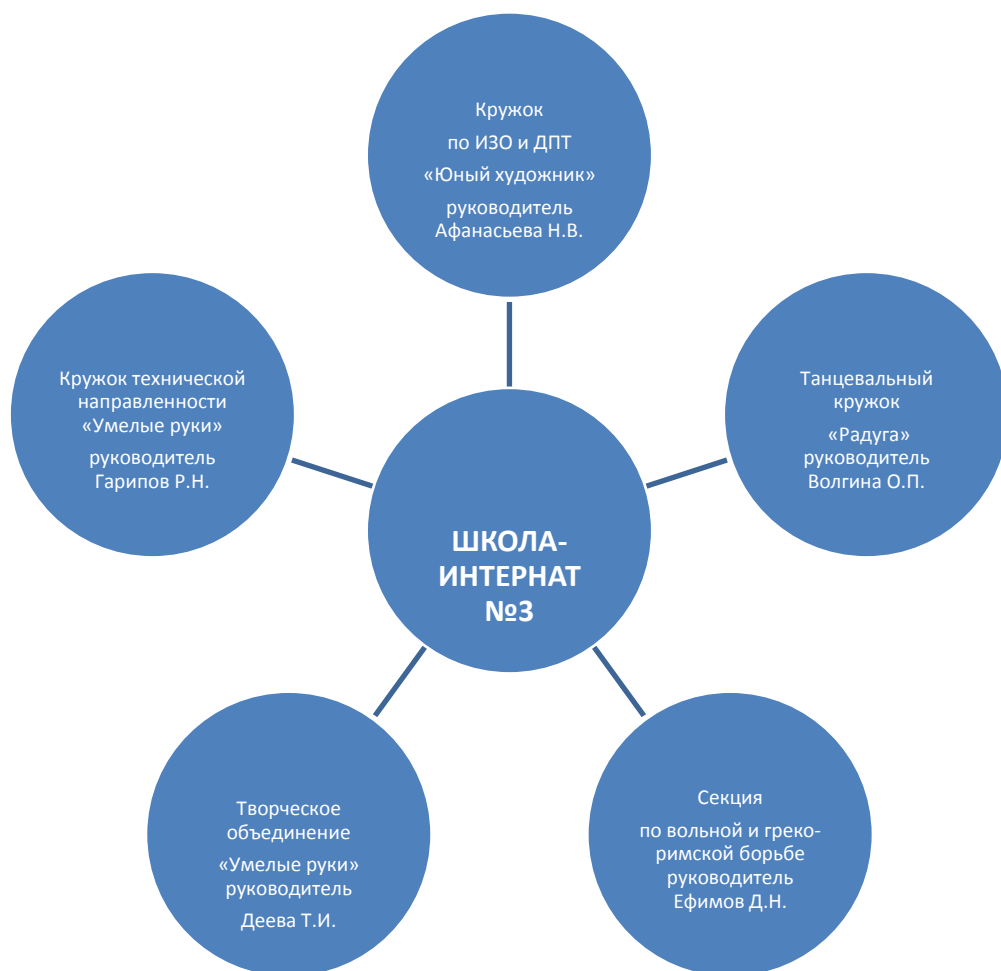 Кружок
по ИЗО и ДПТ
«Юный художник»
руководитель
Афанасьева Н.В.
Кружок технической
направленности
«Умелые руки»
руководитель
Гарипов Р.Н.
Танцевальный
кружок
«Радуга»
руководитель
Волгина О.П.
ШКОЛА-
ИНТЕРНАТ
№3
Творческое
объединение
«Умелые руки»
руководитель
Деева Т.И.
Секция
по вольной и греко-
римской борьбе
руководитель
Ефимов Д.Н.